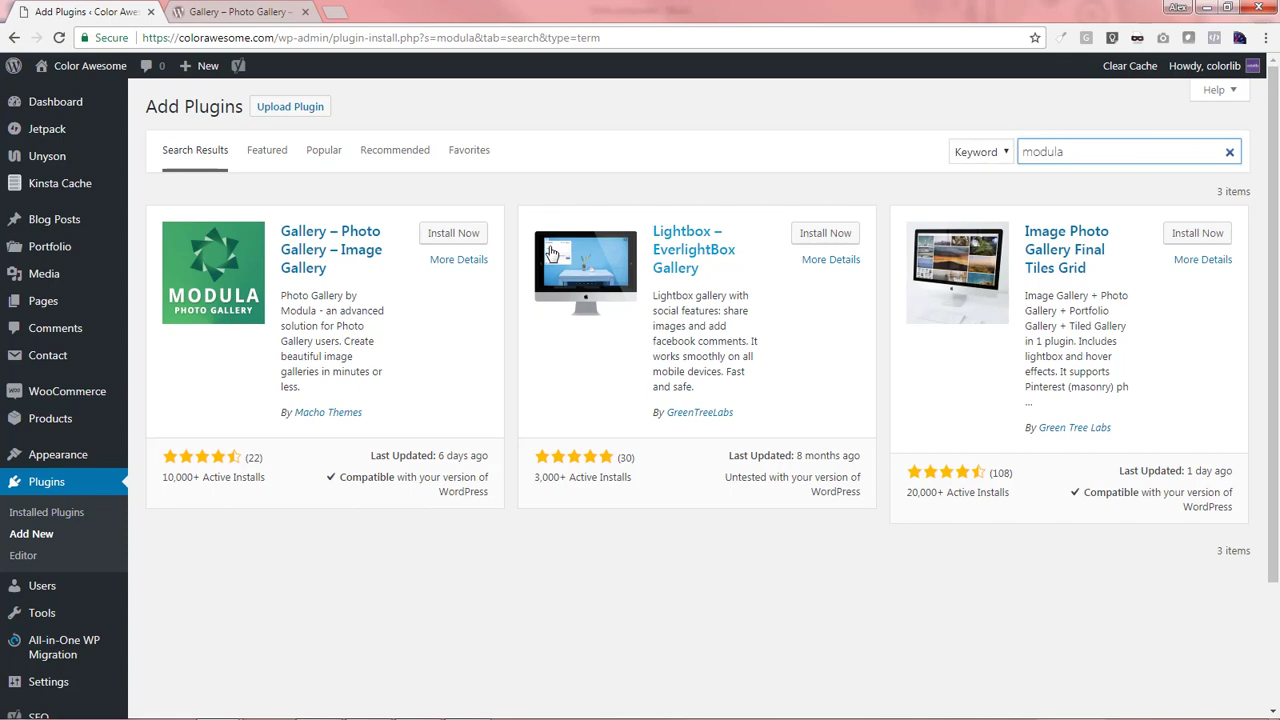 Add Plugins ‹ Color Awe
Gallery – Photo Gallery –
Alex
Secure
https://colorawesome.com/wp-admin/plugin-install.php?s=modula&tab=search&type=term
Color Awesome
0
New
Clear Cache
Howdy, colorlib
Dashboard
Jetpack
Unyson
Kinsta Cache
Blog Posts
Portfolio
Media
Pages
Comments
Contact
WooCommerce
Products
Appearance
Plugins
Installed Plugins
Add New
Editor
Users
Tools
All-in-One WP
Migration
Settings
SEO
Add Plugins
Upload Plugin
Help
Search Results
Featured
Popular
Recommended
Favorites
Keyword
modula
3 items
MODULA
PHOTO GALLERY
Gallery – Photo
Gallery – Image
Gallery
Install Now
More Details
Photo Gallery by
Modula - an advanced
solution for Photo
Gallery users. Create
beautiful image
galleries in minutes or
less.
By Macho Themes
(22)
10,000+ Active Installs
Last Updated: 6 days ago
Compatible with your version of
WordPress
Lightbox –
EverlightBox
Gallery
Install Now
More Details
Lightbox gallery with
social features: share
images and add
facebook comments. It
works smoothly on all
mobile devices. Fast
and safe.
By GreenTreeLabs
(30)
3,000+ Active Installs
Last Updated: 8 months ago
Untested with your version of
WordPress
Image Photo
Gallery Final
Tiles Grid
Install Now
More Details
Image Gallery + Photo
Gallery + Portfolio
Gallery + Tiled Gallery
in 1 plugin. Includes
lightbox and hover
effects. It supports
Pinterest (masonry) ph
...
By Green Tree Labs
(108)
20,000+ Active Installs
Last Updated: 1 day ago
Compatible with your version of
WordPress
3 items